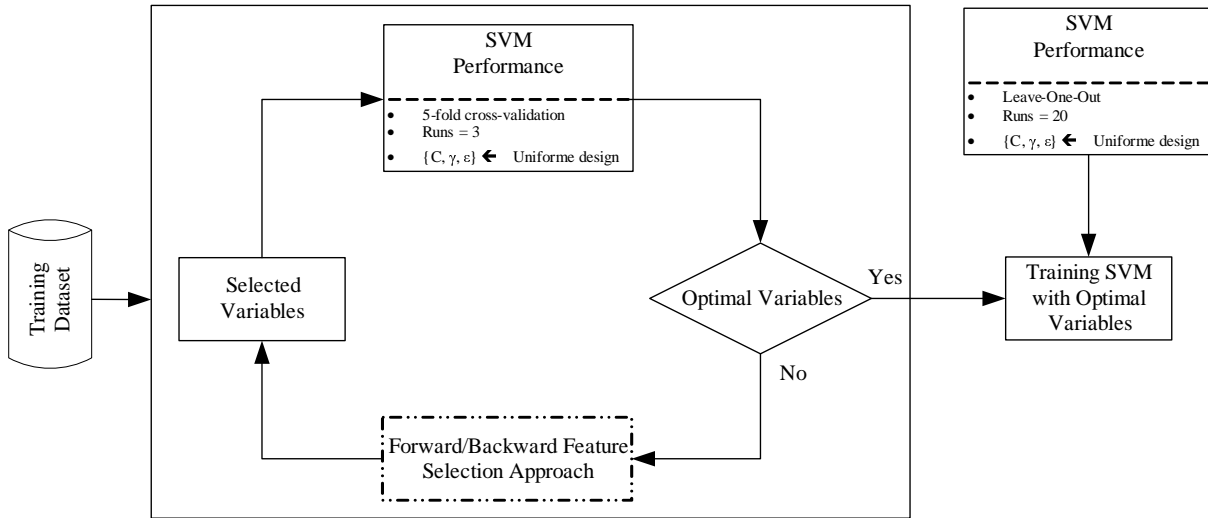 Training
Dataset
Selected
Variables
SVM
Performance
• 5-fold cross-validation
• Runs = 3
• {C, γ, ε} 🡸 Uniforme design
Optimal Variables
Yes
No
Forward/Backward Feature
Selection Approach
SVM
Performance
• Leave-One-Out
• Runs = 20
• {C, γ, ε} 🡸 Uniforme design
Training SVM
with Optimal
Variables